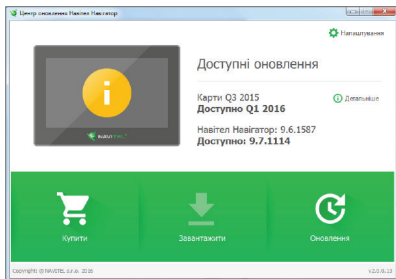 Центр оновлення Навітел Навігатор
Налаштування
Доступні оновлення
Карти Q3 2015
Доступно Q1 2016
Детальніше
Навітел Навігатор: 9.6.1587
Доступно: 9.7.1114
NAVITEL
Купити
Завантажити
Оновлення
Copyright © NAVITEL s.r.o. 2016